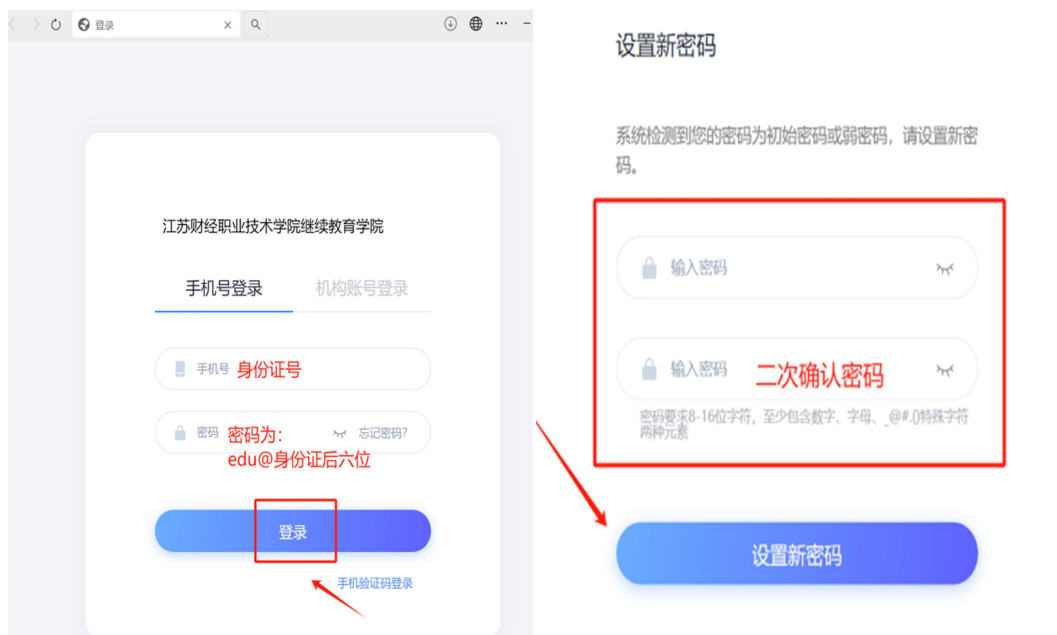 登录
江苏财经职业技术学院继续教育学院
手机号登录 机构账号登录
手机号 身份证号
密码 密码为： 忘记密码?
edu@身份证后六位
登录
手机验证码登录
设置新密码
系统检测到您的密码为初始密码或弱密码，请设置新密
码。
输入密码
输入密码 二次确认密码
密码要求8-16位字符，至少包含数字、字母、_@#.()特殊字符
两种元素
设置新密码